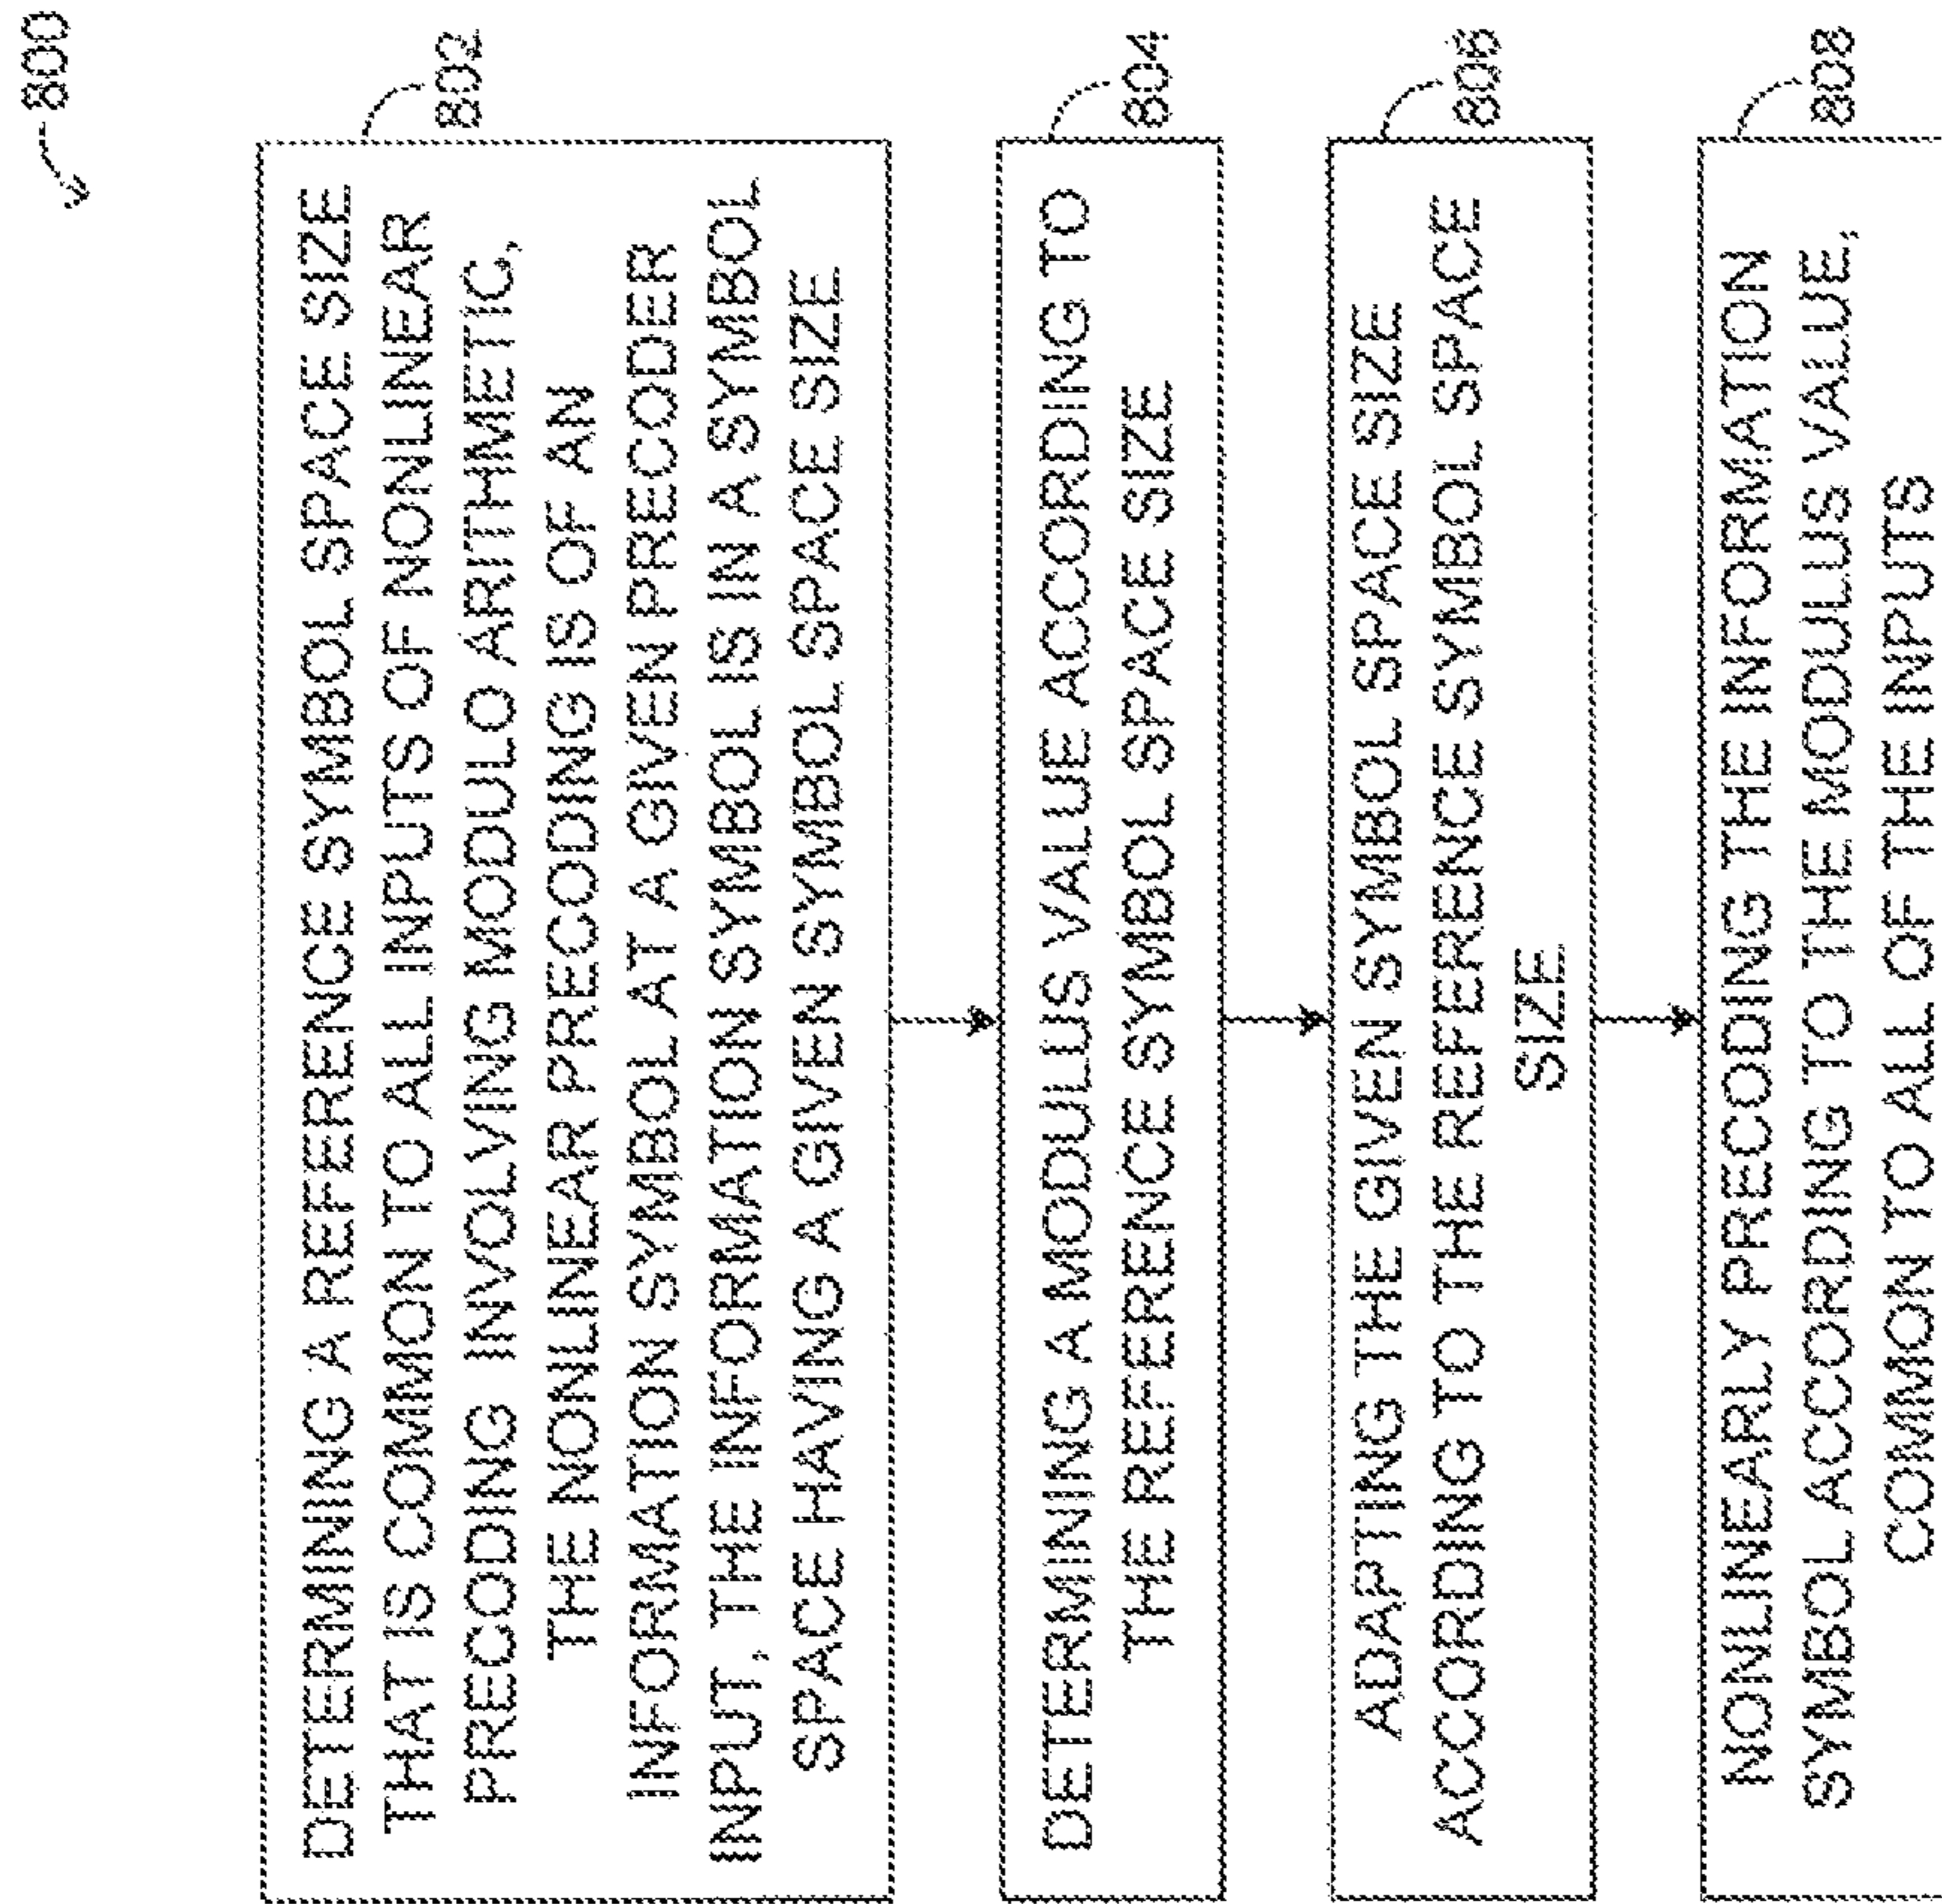 800
DETERMINING A REFERENCE SYMBOL SPACE SIZE
THAT IS COMMON TO ALL INPUTS OF NONLINEAR
PRECODING INVOLVING MODULO ARITHMETIC,
THE NONLINEAR PRECODING IS OF AN
INFORMATION SYMBOL AT A GIVEN PRECODER
INPUT, THE INFORMATION SYMBOL IS IN A SYMBOL
SPACE HAVING A GIVEN SYMBOL SPACE SIZE
802
DETERMINING A MODULUS VALUE ACCORDING TO
THE REFERENCE SYMBOL SPACE SIZE
804
ADAPTING THE GIVEN SYMBOL SPACE SIZE
ACCORDING TO THE REFERENCE SYMBOL SPACE
SIZE
806
NONLINEARLY PRECODING THE INFORMATION
SYMBOL ACCORDING TO THE MODULUS VALUE,
COMMON TO ALL OF THE INPUTS
808